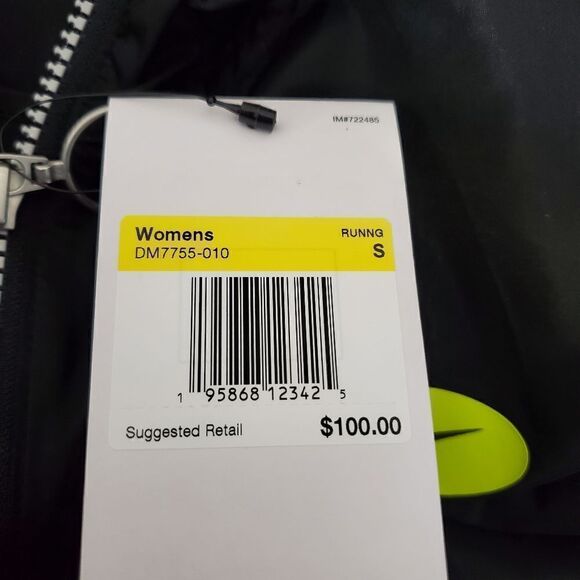 IM#722485
Womens RUNNG
DM7755-010 S
1 95868 12342 5
Suggested Retail $100.00